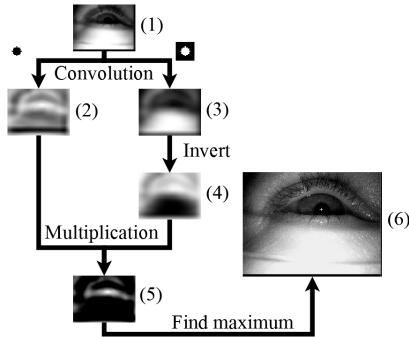 (1)
Convolution
(2)
(3)
Invert
(4)
Multiplication
(5)
(6)
Find maximum